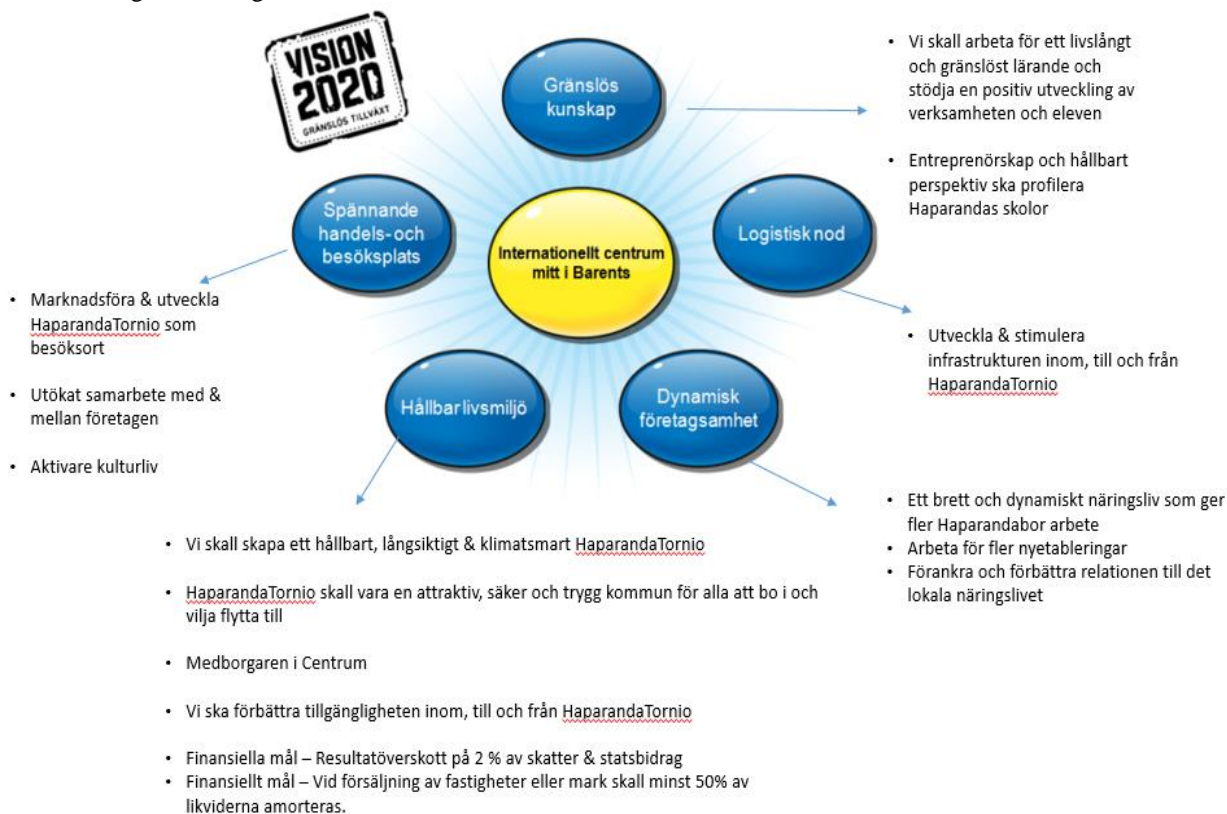 VISION
2020
GRÄNSLÖS TILLVÄXT
Gränslös
kunskap
• Vi skall arbeta för ett livslångt
och gränslöst lärande och
stödja en positiv utveckling av
verksamheten och eleven
• Entreprenörskap och hållbart
perspektiv ska profilera
Haparandas skolor
Spännande
handels- och
besöksplats
Internationellt centrum
mitt i Barents
Logistisk nod
• Marknadsföra & utveckla
HaparandaTornio som
besöksort
• Utökat samarbete med &
mellan företagen
• Aktivare kulturliv
• Utveckla & stimulera
infrastrukturen inom, till och från
HaparandaTornio
Hållbar livsmiljö
Dynamisk
företagsamhet
• Ett brett och dynamiskt näringsliv som ger
fler Haparandabor arbete
• Arbeta för fler nyetableringar
• Förankra och förbättra relationen till det
lokala näringslivet
• Vi skall skapa ett hållbart, långsiktigt & klimatsmart HaparandaTornio
• HaparandaTornio skall vara en attraktiv, säker och trygg kommun för alla att bo i och
vilja flytta till
• Medborgaren i Centrum
• Vi ska förbättra tillgängligheten inom, till och från HaparandaTornio
• Finansiella mål – Resultatöverskott på 2 % av skatter & statsbidrag
• Finansiellt mål – Vid försäljning av fastigheter eller mark skall minst 50% av
likviderna amorteras.